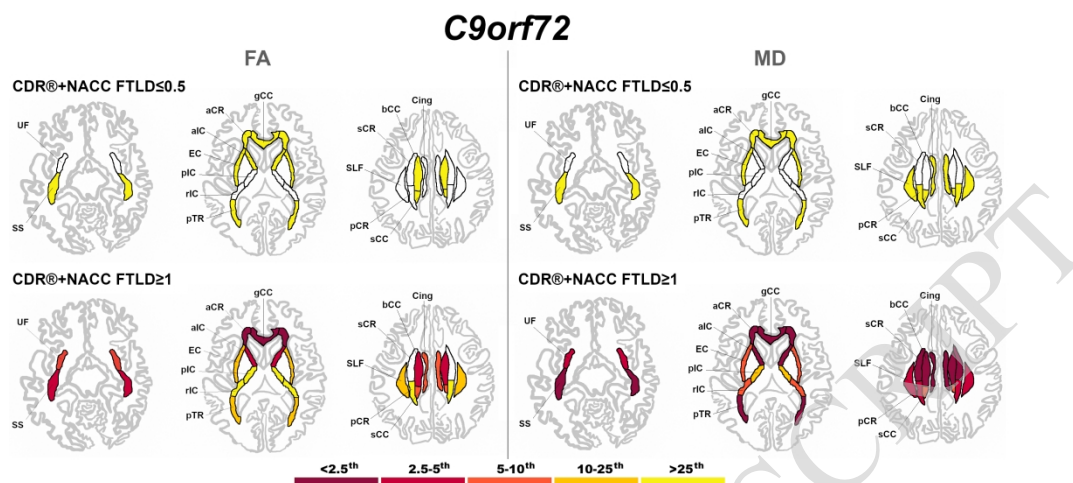 C9orf72
FA
MD
CDR®+NACC FTLD≤0.5
UF
SS
gCC
aCR
aIC
EC
pIC
rIC
pTR
Cing
bCC
sCR
SLF
pCR
sCC
CDR®+NACC FTLD≤0.5
UF
SS
gCC
aCR
aIC
EC
pIC
rIC
pTR
Cing
bCC
sCR
SLF
pCR
sCC
CDR®+NACC FTLD≥1
UF
SS
gCC
aCR
aIC
EC
pIC
rIC
pTR
Cing
bCC
sCR
SLF
pCR
sCC
CDR®+NACC FTLD≥1
UF
SS
gCC
aCR
aIC
EC
pIC
rIC
pTR
Cing
bCC
sCR
SLF
pCR
sCC
<2.5th 2.5-5th 5-10th 10-25th >25th
SCRIPT